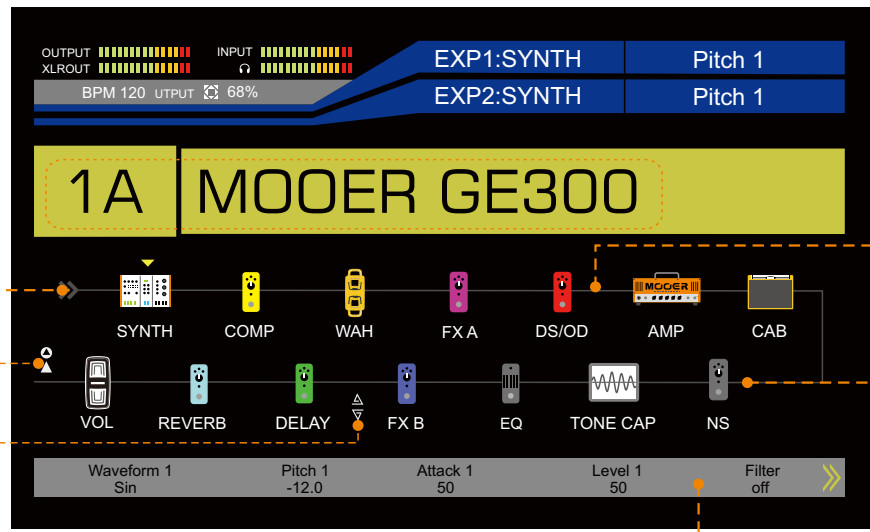 OUTPUT INPUT
XLROUT
BPM 120 UTPUT 68%
EXP1:SYNTH Pitch 1
EXP2:SYNTH Pitch 1
1A MOOER GE300
MOOER
SYNTH COMP WAH FX A DS/OD AMP CAB
VOL REVERB DELAY FX B EQ TONE CAP NS
Waveform 1 Pitch 1 Attack 1 Level 1 Filter
Sin -12.0 50 50 off